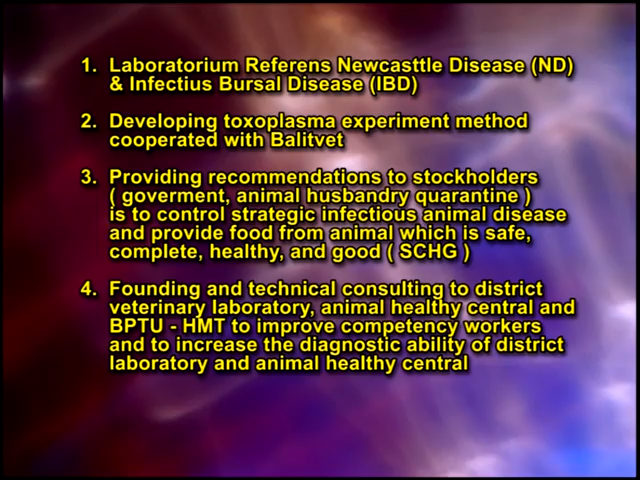 1. Laboratorium Referens Newcasttle Disease (ND)
& Infectius Bursal Disease (IBD)
2. Developing toxoplasma experiment method
cooperated with Balitvet
3. Providing recommendations to stockholders
( goverment, animal husbandry quarantine )
is to control strategic infectious animal disease
and provide food from animal which is safe,
complete, healthy, and good ( SCHG )
4. Founding and technical consulting to district
veterinary laboratory, animal healthy central and
BPTU - HMT to improve competency workers
and to increase the diagnostic ability of district
laboratory and animal healthy central